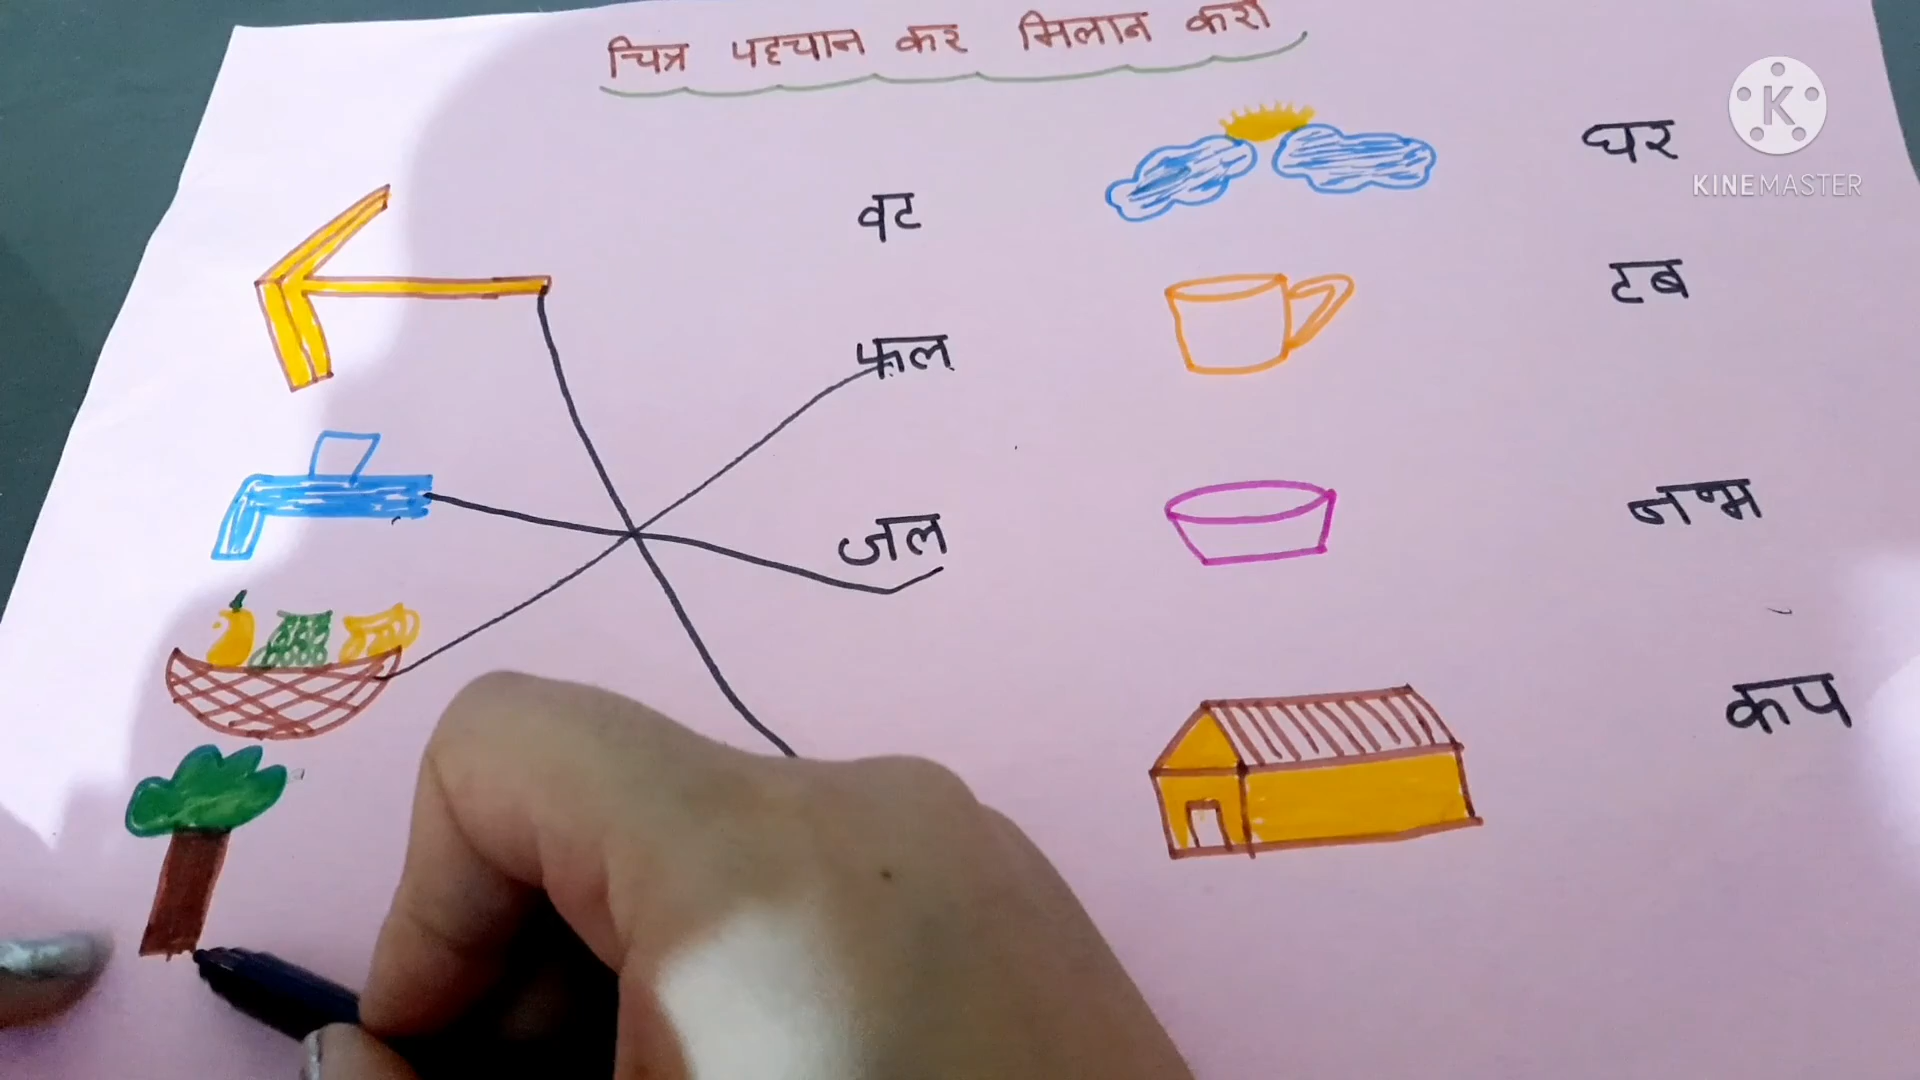 चित्र पहचान कर मिलान करो
वट
फल
जल
घर
टब
कप
K
KINEMASTER